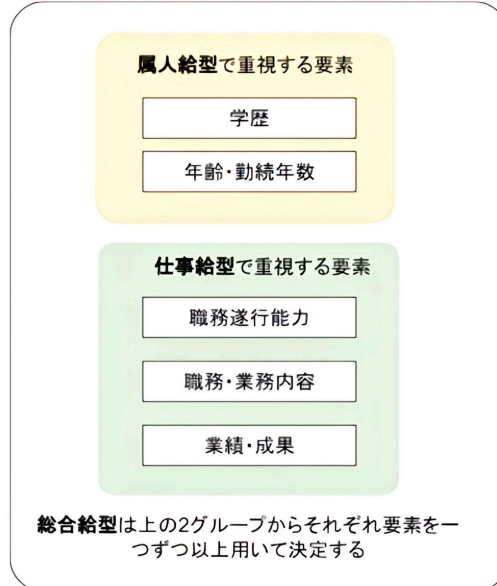 属人給型で重視する要素
学歴
年齢・勤続年数
仕事給型で重視する要素
職務遂行能力
職務・業務内容
業績・成果
総合給型は上の2グループからそれぞれ要素を一
つずつ以上用いて決定する